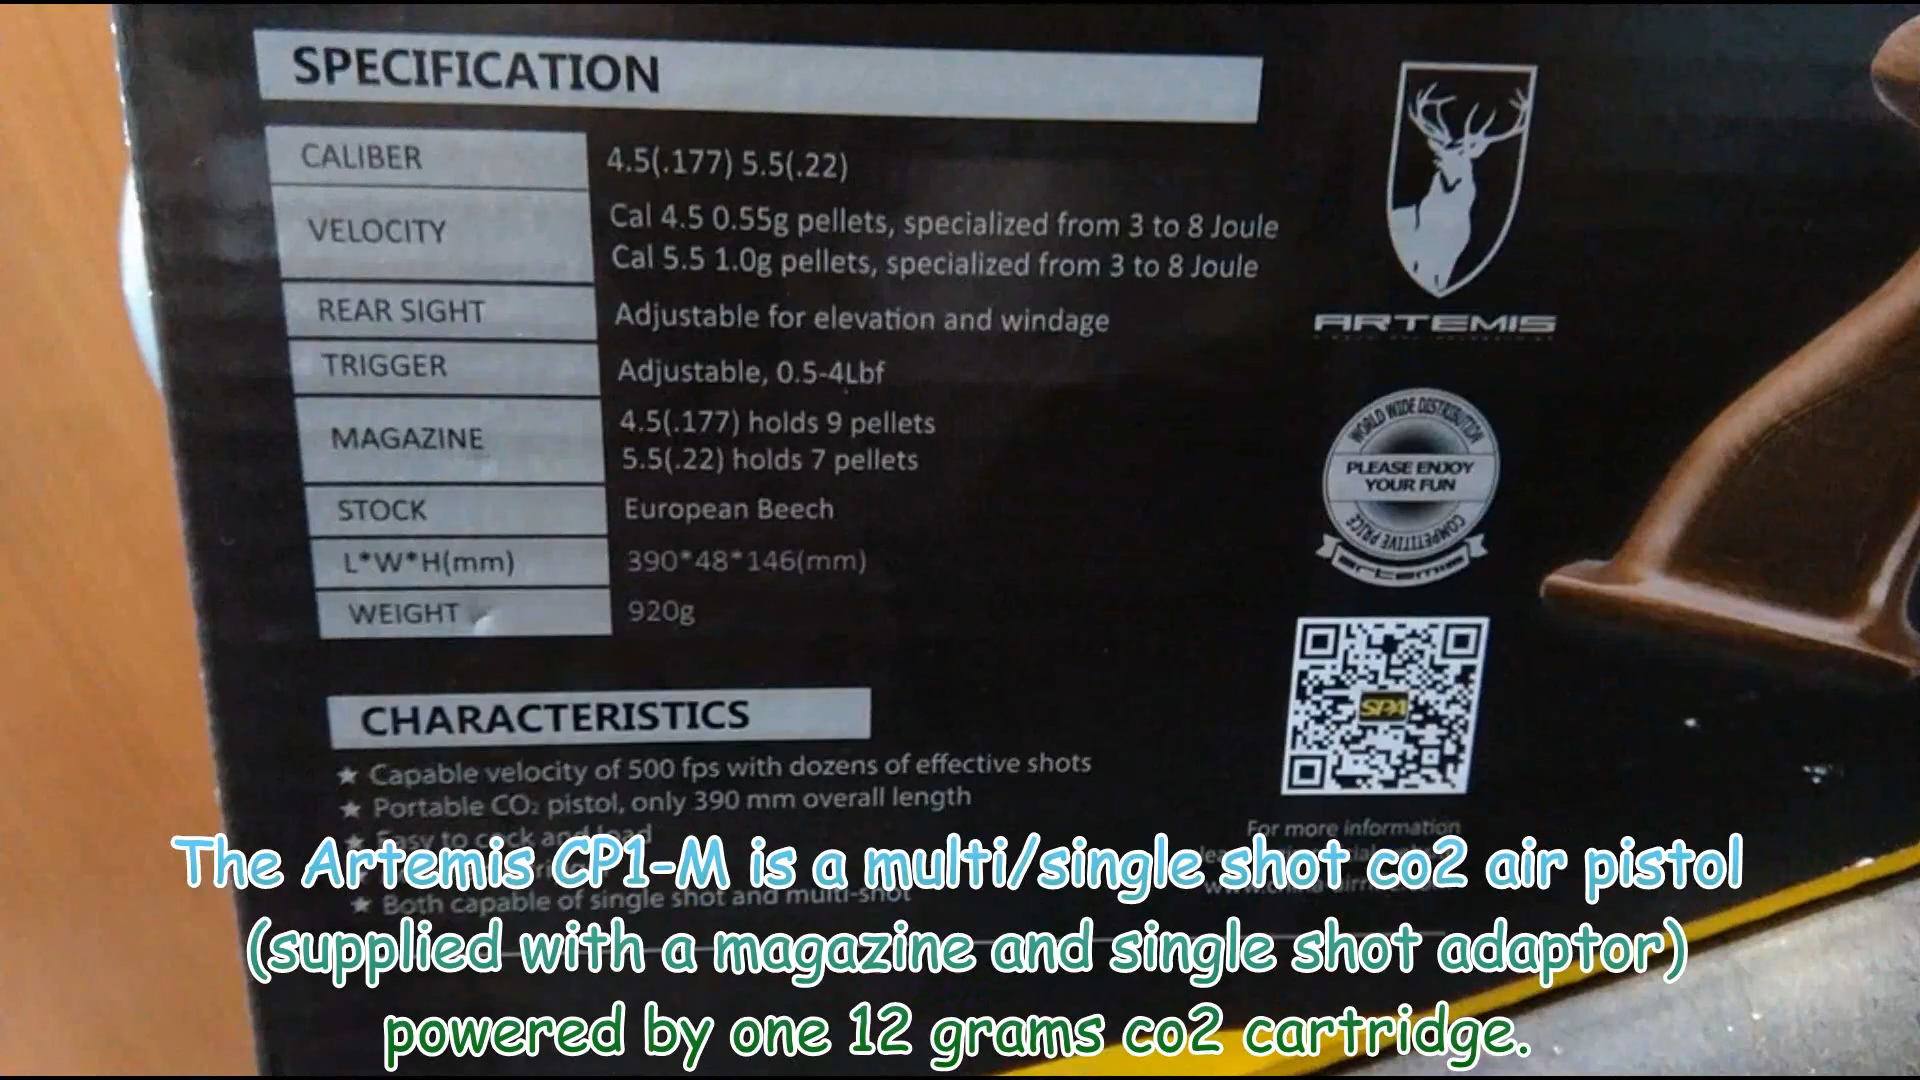 SPECIFICATION
CALIBER 4.5(.177) 5.5(.22)
VELOCITY Cal 4.5 0.55g pellets, specialized from 3 to 8 Joule
Cal 5.5 1.0g pellets, specialized from 3 to 8 Joule
REAR SIGHT Adjustable for elevation and windage
TRIGGER Adjustable, 0.5-4Lbf
MAGAZINE 4.5(.177) holds 9 pellets
5.5(.22) holds 7 pellets
STOCK European Beech
L*W*H(mm) 390*48*146(mm)
WEIGHT 920g
CHARACTERISTICS
★ Capable velocity of 500 fps with dozens of effective shots
★ Portable CO₂ pistol, only 390 mm overall length
★ Easy to cock and load
★ Both capable of single shot and multi-shot
ARTEMIS
WORLD WIDE DISTRIBUTION
PLEASE ENJOY
YOUR FUN
COMPETITIVE PRICE
artemis
SPA
For more information
The Artemis CP1-M is a multi/single shot co2 air pistol
(supplied with a magazine and single shot adaptor)
powered by one 12 grams co2 cartridge.